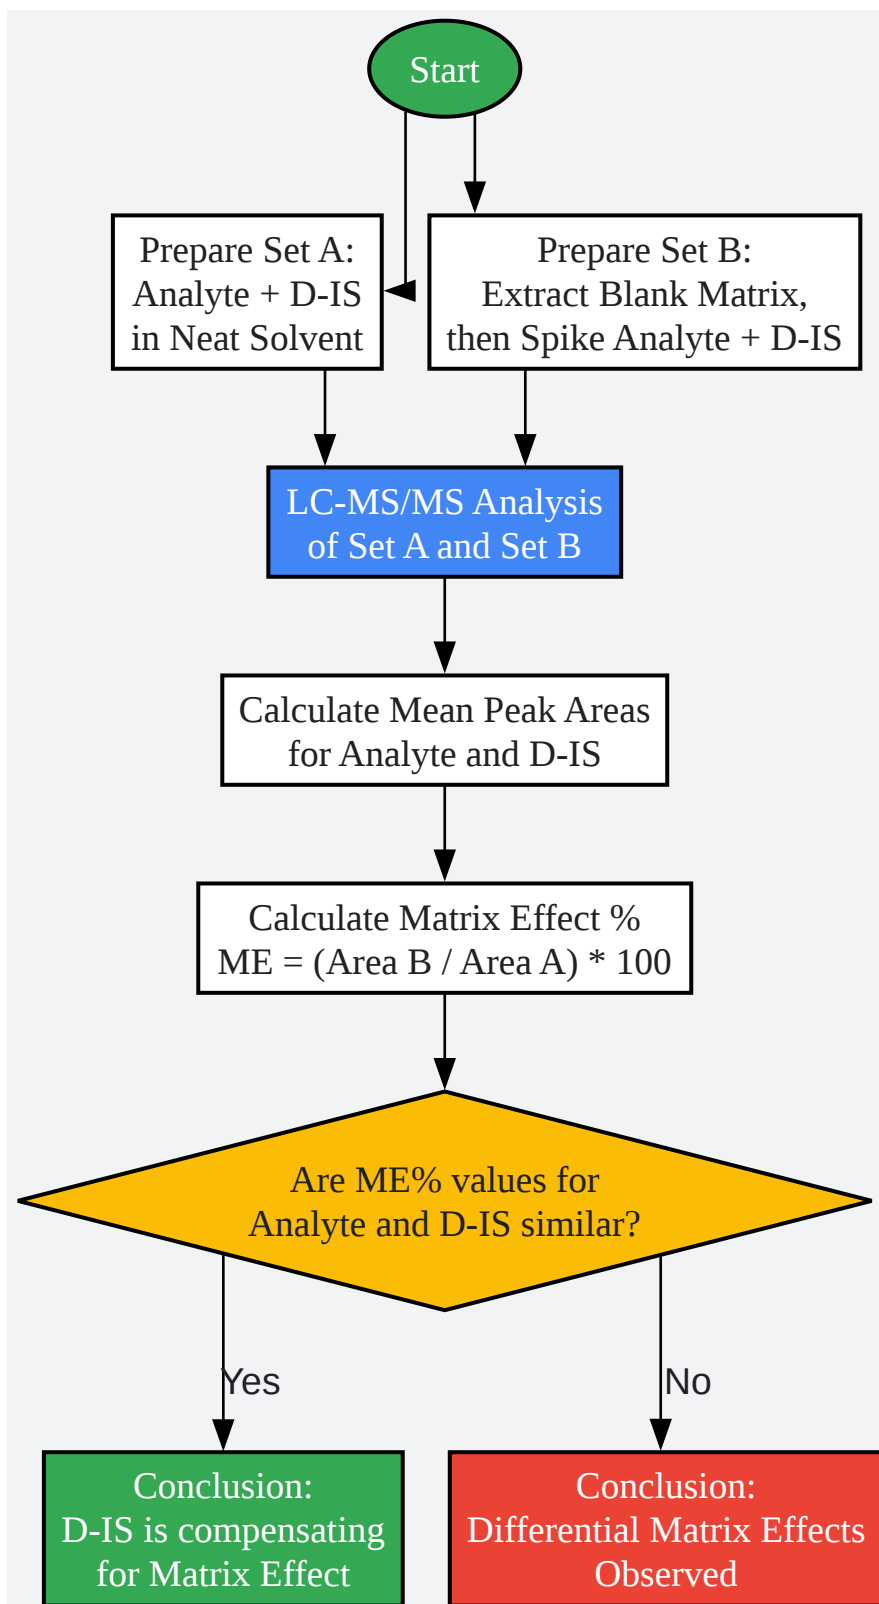 Start
Prepare Set A:
Analyte + D-IS
in Neat Solvent
Prepare Set B:
Extract Blank Matrix,
then Spike Analyte + D-IS
LC-MS/MS Analysis
of Set A and Set B
Calculate Mean Peak Areas
for Analyte and D-IS
Calculate Matrix Effect %
ME = (Area B / Area A) * 100
Are ME% values for
Analyte and D-IS similar?
Yes
No
Conclusion:
D-IS is compensating
for Matrix Effect
Conclusion:
Differential Matrix Effects
Observed